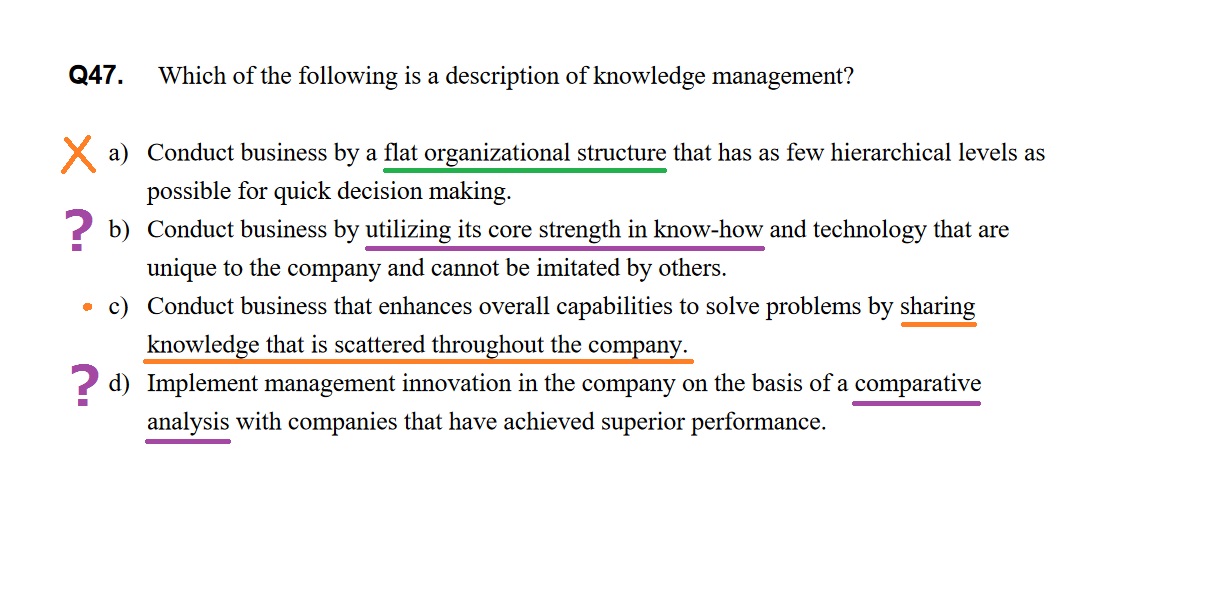 Q47. Which of the following is a description of knowledge management?
X a) Conduct business by a flat organizational structure that has as few hierarchical levels as
possible for quick decision making.
? b) Conduct business by utilizing its core strength in know-how and technology that are
unique to the company and cannot be imitated by others.
c) Conduct business that enhances overall capabilities to solve problems by sharing
knowledge that is scattered throughout the company.
? d) Implement management innovation in the company on the basis of a comparative
analysis with companies that have achieved superior performance.